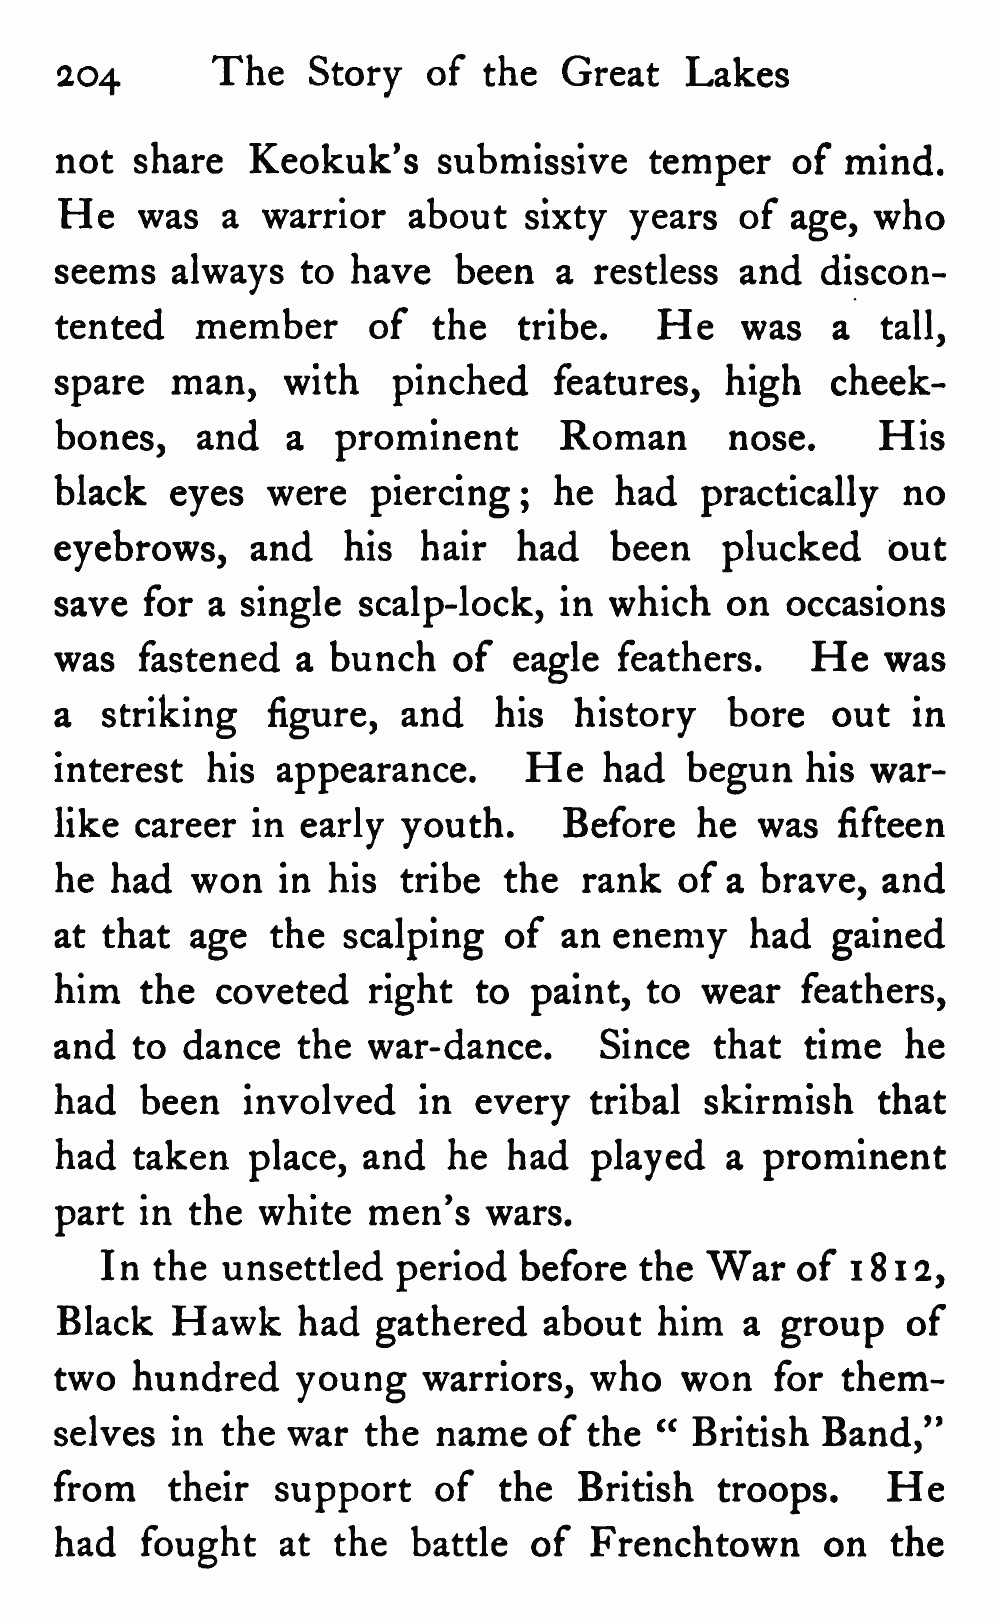 204 The Story of the Great Lakes
not share Keokuk's submissive temper of mind.
He was a warrior about sixty years of age, who
seems always to have been a restless and discon-
tented member of the tribe. He was a tall,
spare man, with pinched features, high cheek-
bones, and a prominent Roman nose. His
black eyes were piercing; he had practically no
eyebrows, and his hair had been plucked out
save for a single scalp-lock, in which on occasions
was fastened a bunch of eagle feathers. He was
a striking figure, and his history bore out in
interest his appearance. He had begun his war-
like career in early youth. Before he was fifteen
he had won in his tribe the rank of a brave, and
at that age the scalping of an enemy had gained
him the coveted right to paint, to wear feathers,
and to dance the war-dance. Since that time he
had been involved in every tribal skirmish that
had taken place, and he had played a prominent
part in the white men's wars.
In the unsettled period before the War of 1812,
Black Hawk had gathered about him a group of
two hundred young warriors, who won for them-
selves in the war the name of the “ British Band,”
from their support of the British troops. He
had fought at the battle of Frenchtown on the